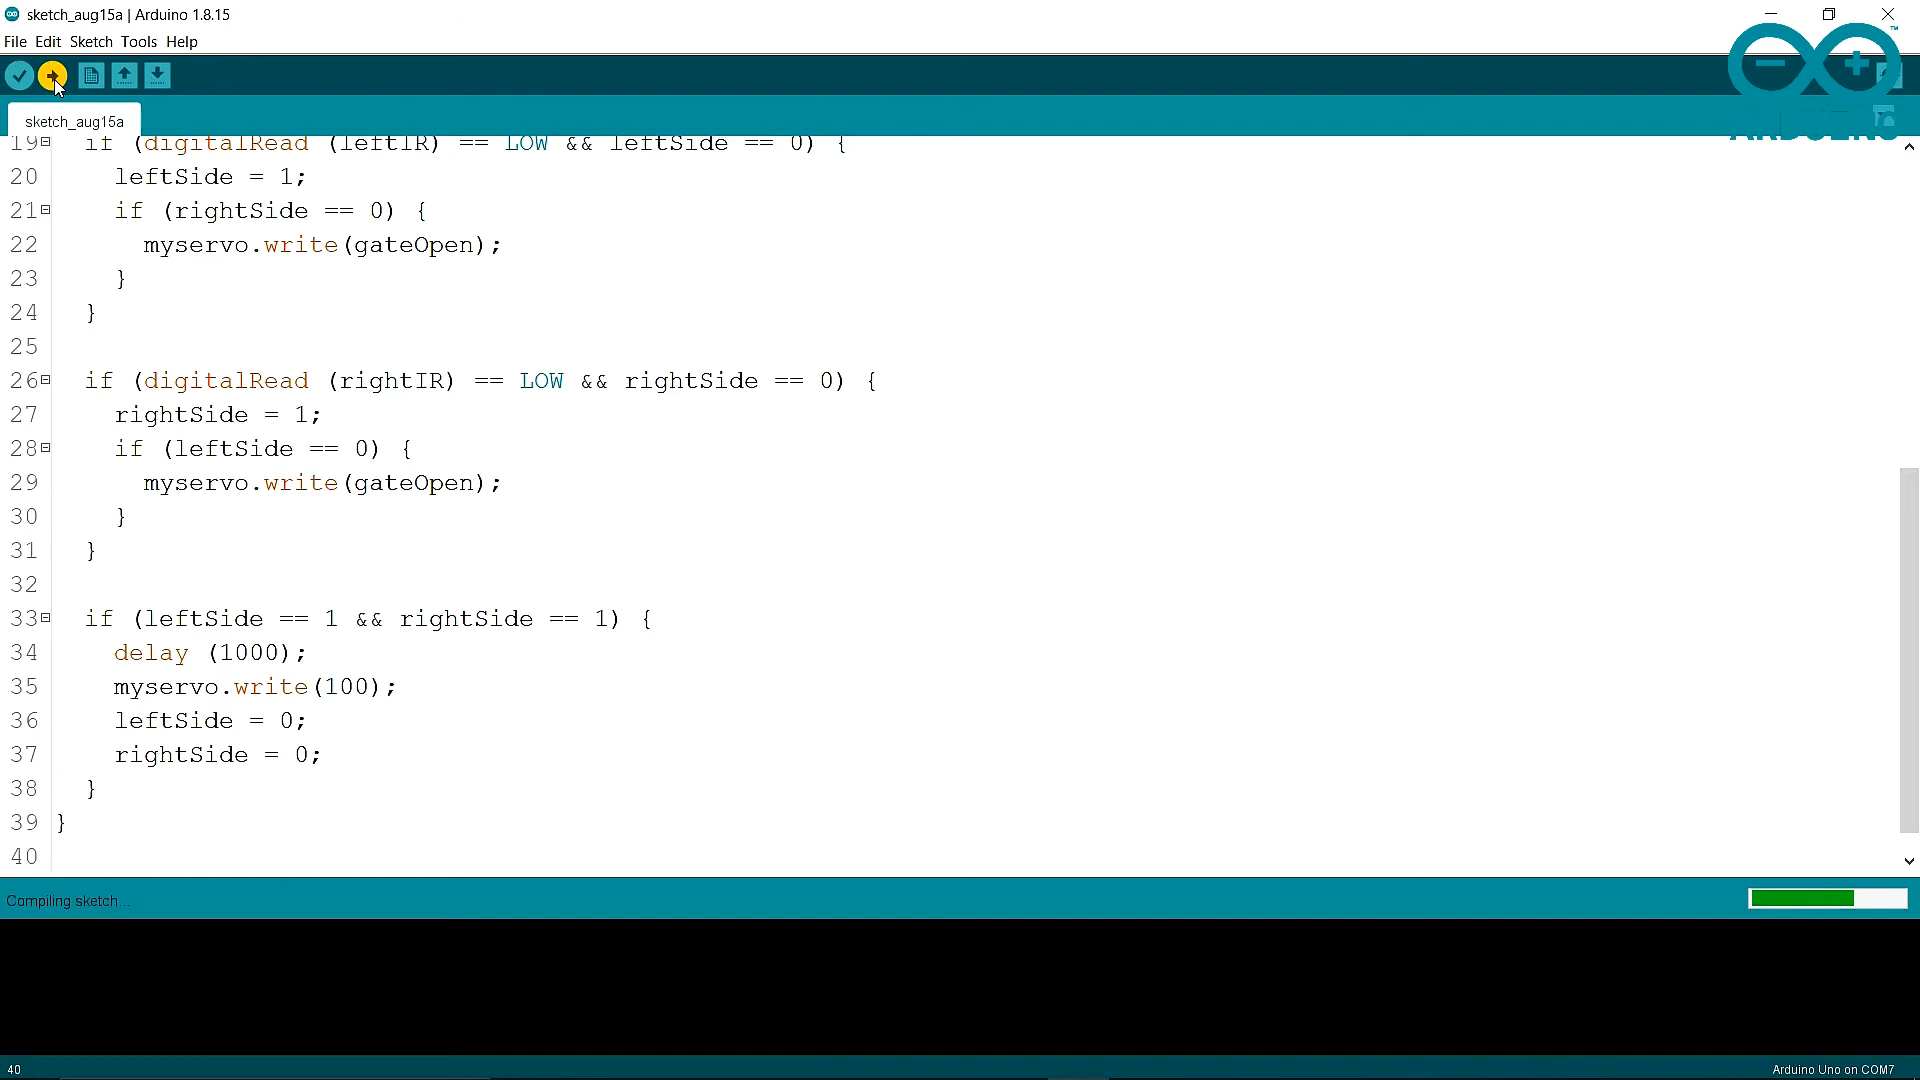 sketch_aug15a | Arduino 1.8.15
File Edit Sketch Tools Help
sketch_aug15a
19 if (digitalRead (leftIR) == LOW && leftSide == 0) {
20 leftSide = 1;
21 if (rightSide == 0) {
22 myservo.write(gateOpen);
23 }
24 }
25
26 if (digitalRead (rightIR) == LOW && rightSide == 0) {
27 rightSide = 1;
28 if (leftSide == 0) {
29 myservo.write(gateOpen);
30 }
31 }
32
33 if (leftSide == 1 && rightSide == 1) {
34 delay (1000);
35 myservo.write(100);
36 leftSide = 0;
37 rightSide = 0;
38 }
39 }
40
Compiling sketch...
40
Arduino Uno on COM7